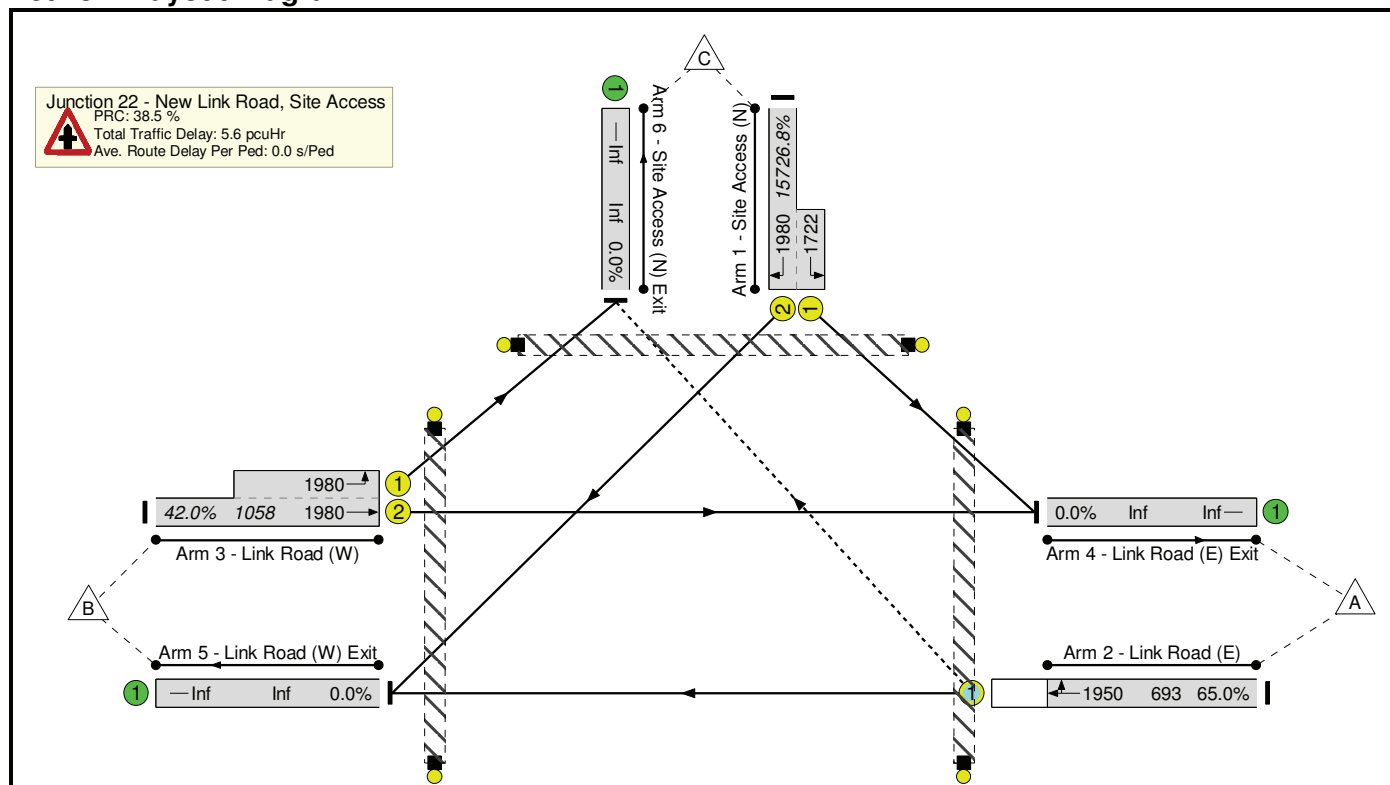 C
Junction 22 - New Link Road, Site Access
PRC: 38.5 %
Total Traffic Delay: 5.6 pcuHr
Ave. Route Delay Per Ped: 0.0 s/Ped
1
Inf Inf 0.0%
Arm 6 - Site Access (N) Exit
Arm 1 - Site Access (N)
1980 15726.8%
1722
2 1
1980 1
42.0% 1058 1980 2
Arm 3 - Link Road (W)
0.0% Inf Inf 1
Arm 4 - Link Road (E) Exit
B
A
Arm 5 - Link Road (W) Exit
1 Inf Inf 0.0%
Arm 2 - Link Road (E)
1 1950 693 65.0%